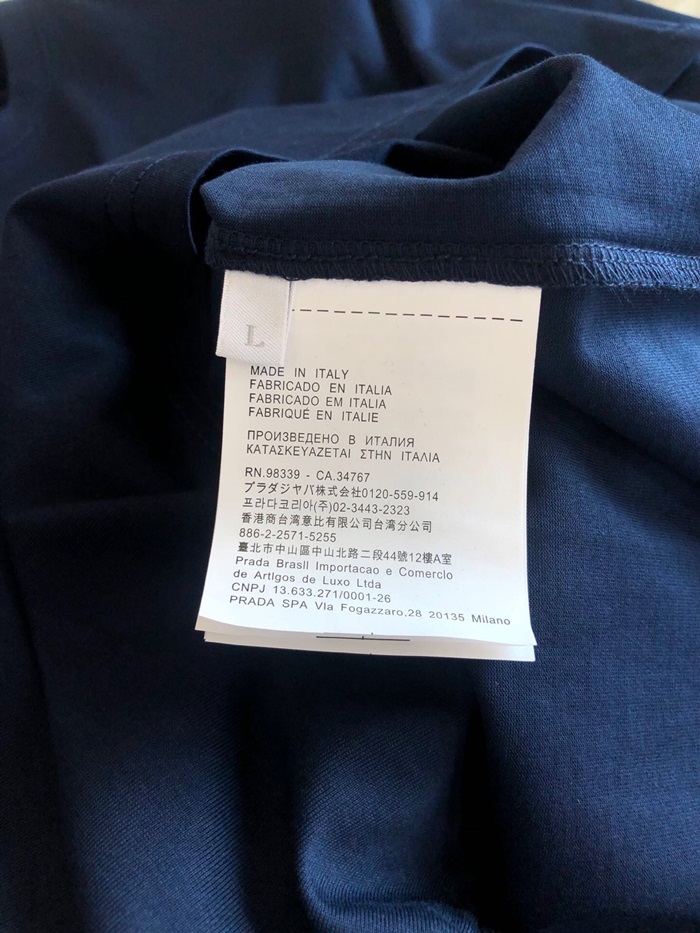 L
MADE IN ITALY
FABRICADO EN ITALIA
FABRICADO EM ITALIA
FABRIQUÉ EN ITALIE
ПРОИЗВЕДЕНО В ИТАЛИЯ
ΚΑΤΑΣΚΕΥΑΖΕΤΑΙ ΣΤΗΝ ΙΤΑΛΙΑ
RN.98339 - CA.34767
プラダジヤパ株式会社0120-559-914
프라다코리아(주)02-3443-2323
香港商台湾意比有限公司台湾分公司
886-2-2571-5255
臺北市中山區中山北路二段44號12樓A室
Prada Brasil Importacao e Comercio
de Artigos de Luxo Ltda
CNPJ 13.633.271/0001-26
PRADA SPA Via Fogazzaro,28 20135 Milano